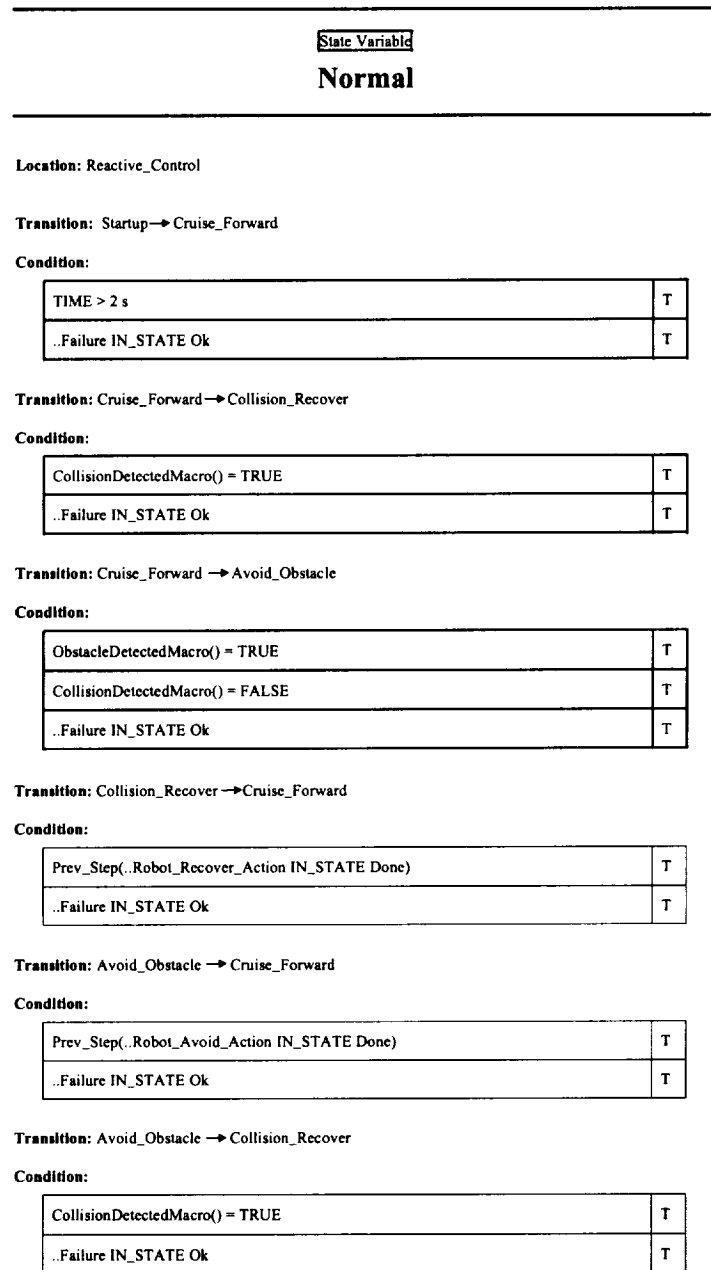 State Variable
Normal
Location: Reactive_Control
Transition: Startup→Cruise_Forward
Condition:
TIME > 2 s T
..Failure IN_STATE Ok T
Transition: Cruise_Forward→Collision_Recover
Condition:
CollisionDetectedMacro() = TRUE T
..Failure IN_STATE Ok T
Transition: Cruise_Forward→Avoid_Obstacle
Condition:
ObstacleDetectedMacro() = TRUE T
CollisionDetectedMacro() = FALSE T
..Failure IN_STATE Ok T
Transition: Collision_Recover→Cruise_Forward
Condition:
Prev_Step(..Robot_Recover_Action IN_STATE Done) T
..Failure IN_STATE Ok T
Transition: Avoid_Obstacle→Cruise_Forward
Condition:
Prev_Step(..Robot_Avoid_Action IN_STATE Done) T
..Failure IN_STATE Ok T
Transition: Avoid_Obstacle→Collision_Recover
Condition:
CollisionDetectedMacro() = TRUE T
..Failure IN_STATE Ok T